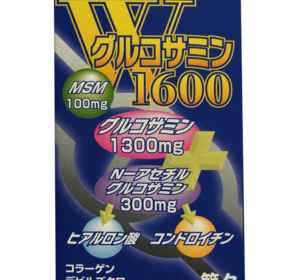 W
グルコサミン
1600
MSM
100mg
グルコサミン
1300mg
+
N-アセチル
グルコサミン
300mg
ヒアルロン酸
コンドロイチン
コラーゲン